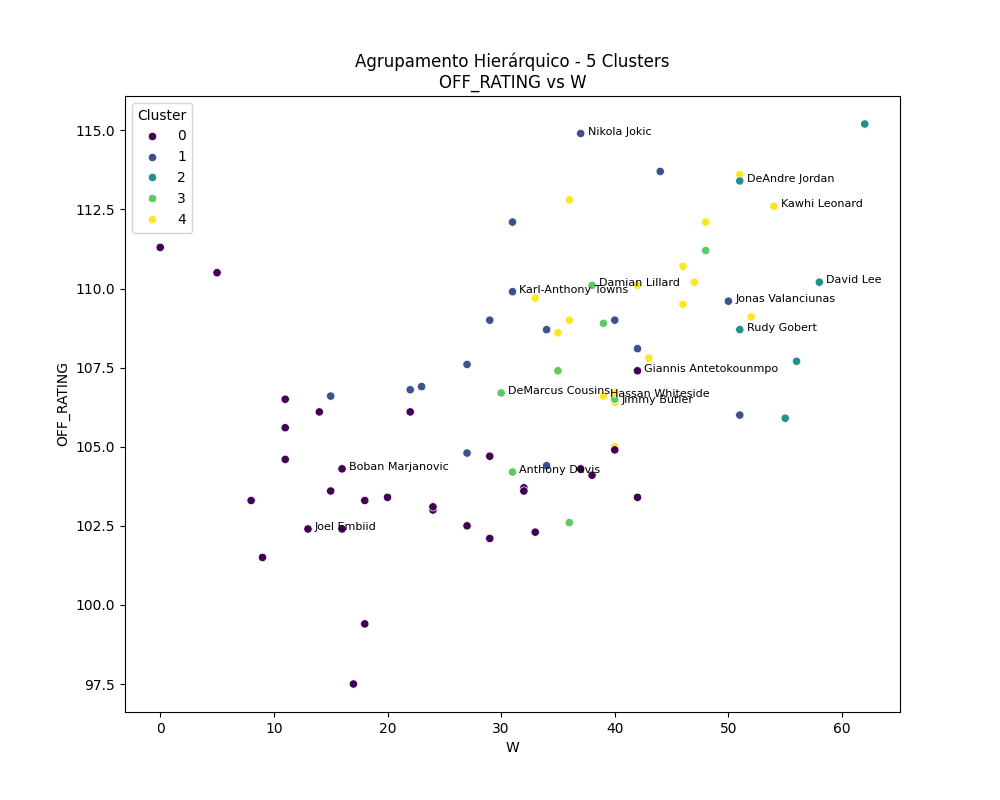 Agrupamento Hierárquico - 5 Clusters
OFF_RATING vs W
Cluster
0
1
2
3
4
Nikola Jokic
DeAndre Jordan
Kawhi Leonard
Damian Lillard
Karl-Anthony Towns
David Lee
Jonas Valanciunas
Rudy Gobert
Giannis Antetokounmpo
DeMarcus Cousins
Hassan Whiteside
Jimmy Butler
Boban Marjanovic
Anthony Davis
Joel Embiid
115.0
112.5
110.0
107.5
105.0
102.5
100.0
97.5
OFF_RATING
0 10 20 30 40 50 60
W